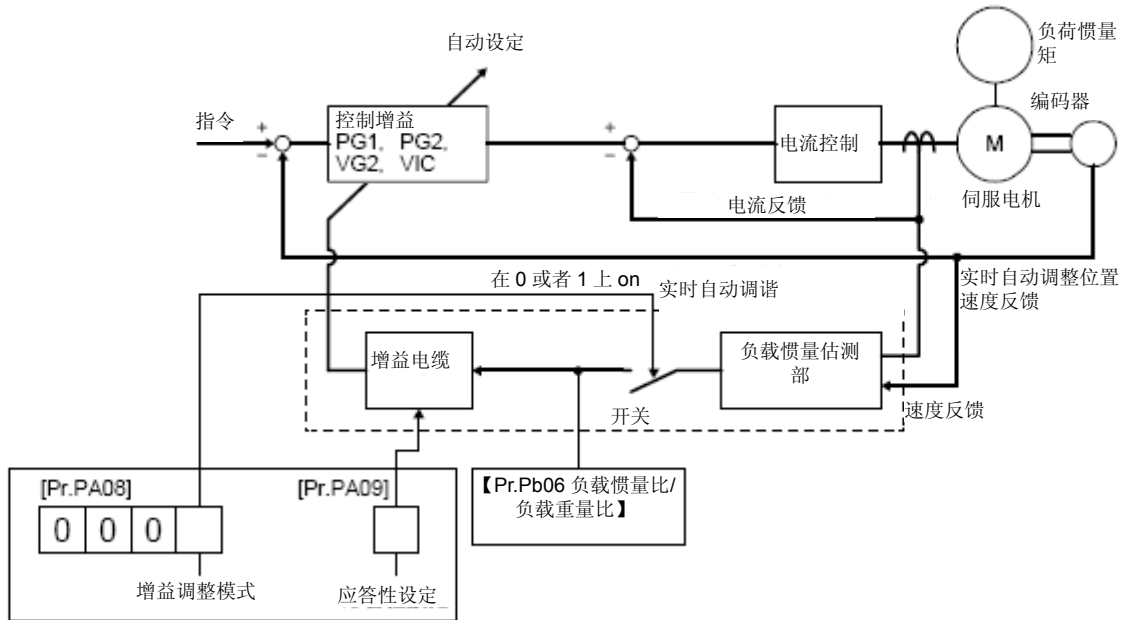 自动设定
负荷惯量
矩
指令
+
−
控制增益
PG1, PG2,
VG2, VIC
+
−
电流控制
编码器
M
伺服电机
电流反馈
在 0 或者 1 上 on
实时自动调谐
实时自动调整位置
速度反馈
增益电缆
开关
负载惯量估测
部
速度反馈
[Pr.PA08]
0 0 0
增益调整模式
[Pr.PA09]
应答性设定
【Pr.Pb06 负载惯量比/
负载重量比】